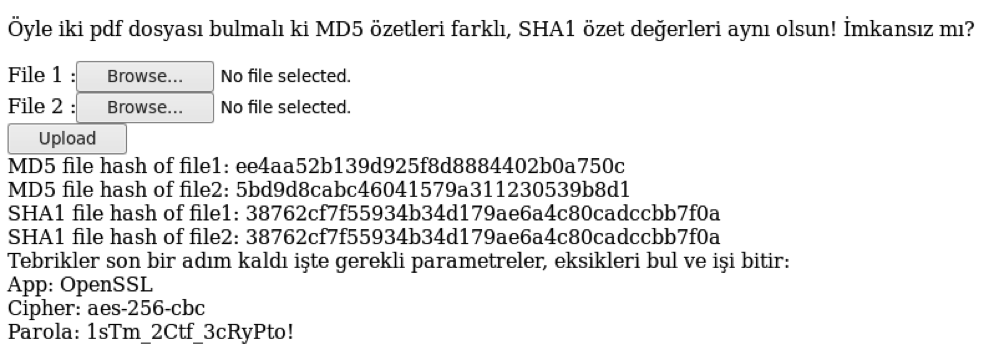 Öyle iki pdf dosyası bulmalı ki MD5 özetleri farklı, SHA1 özet değerleri aynı olsun! İmkansız mı?
File 1 : Browse... No file selected.
File 2 : Browse... No file selected.
Upload
MD5 file hash of file1: ee4aa52b139d925f8d8884402b0a750c
MD5 file hash of file2: 5bd9d8cabc46041579a311230539b8d1
SHA1 file hash of file1: 38762cf7f55934b34d179ae6a4c80cadccbb7f0a
SHA1 file hash of file2: 38762cf7f55934b34d179ae6a4c80cadccbb7f0a
Tebrikler son bir adım kaldı işte gerekli parametreler, eksikleri bul ve işi bitir:
App: OpenSSL
Cipher: aes-256-cbc
Parola: 1sTm_2Ctf_3cRyPto!